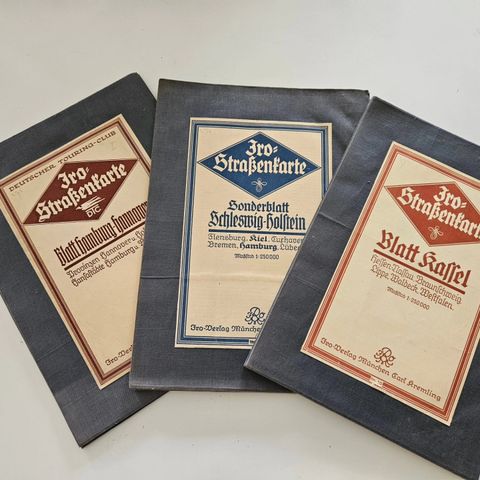 DEUTSCHER TOURING-CLUB
Iro=
Straßenkarte
DTC
Blatt Hamburg-Hannover
Provinzen Hannover u.
Hansestädte Hamburg u.
Iro-Verlag
Iro=
Straßenkarte
Sonderblatt
Schleswig-Holstein
Flensburg, Kiel, Cuxhaven
Bremen, Hamburg, Lübeck
Maßstab 1:250000
Iro-Verlag München
Iro-
Straßenkarte
Blatt Kassel
Hessen-Nassau, Braunschweig,
Lippe, Waldeck, Westfalen.
Maßstab 1:250000
Iro-Verlag München Carl Kremling